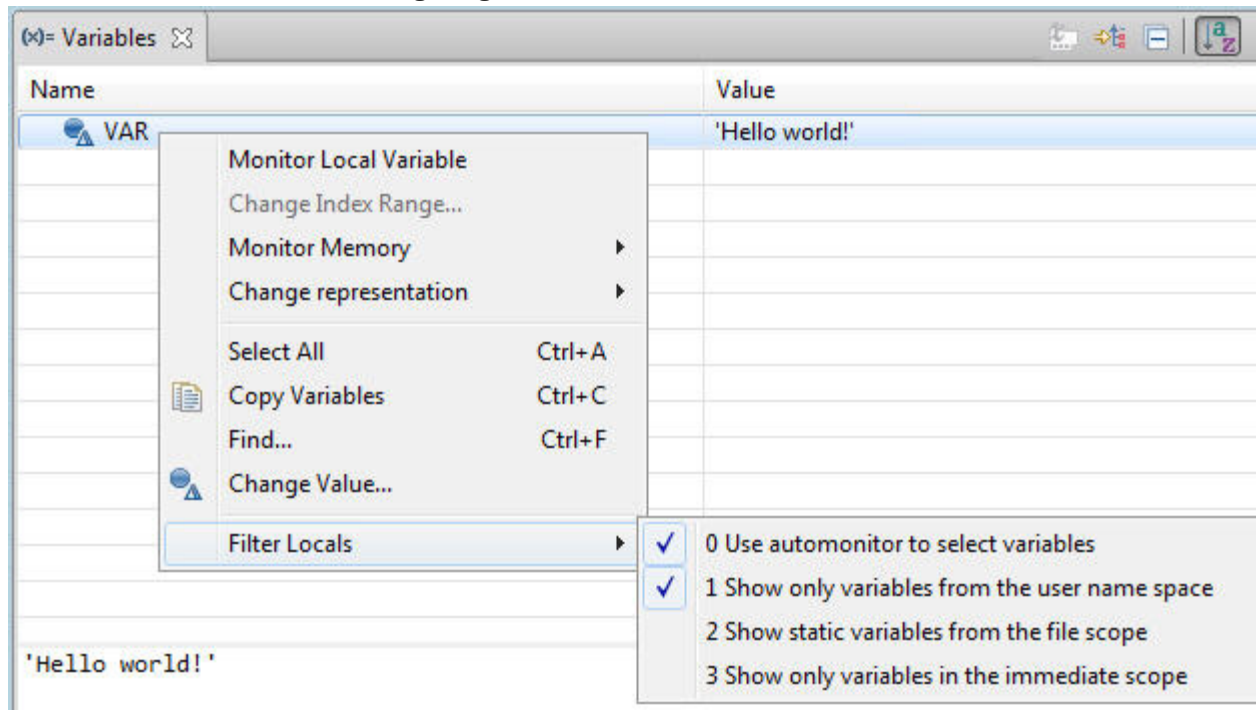 (x)= Variables
Name Value
VAR 'Hello world!'
Monitor Local Variable
Change Index Range...
Monitor Memory
Change representation
Select All Ctrl+A
Copy Variables Ctrl+C
Find... Ctrl+F
Change Value...
Filter Locals
0 Use automonitor to select variables
1 Show only variables from the user name space
2 Show static variables from the file scope
3 Show only variables in the immediate scope
'Hello world!'